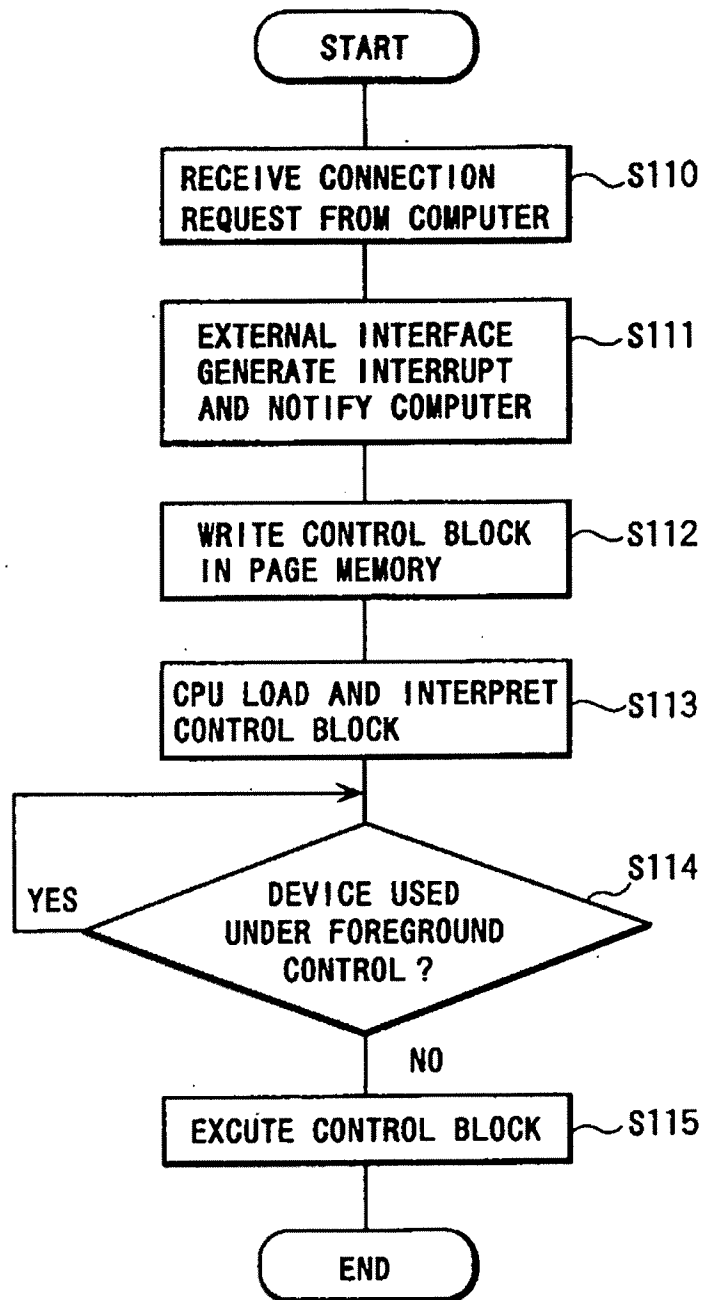 START
RECEIVE CONNECTION
REQUEST FROM COMPUTER
S110
EXTERNAL INTERFACE
GENERATE INTERRUPT
AND NOTIFY COMPUTER
S111
WRITE CONTROL BLOCK
IN PAGE MEMORY
S112
CPU LOAD AND INTERPRET
CONTROL BLOCK
S113
DEVICE USED
UNDER FOREGROUND
CONTROL ?
S114
YES
NO
EXCUTE CONTROL BLOCK
S115
END